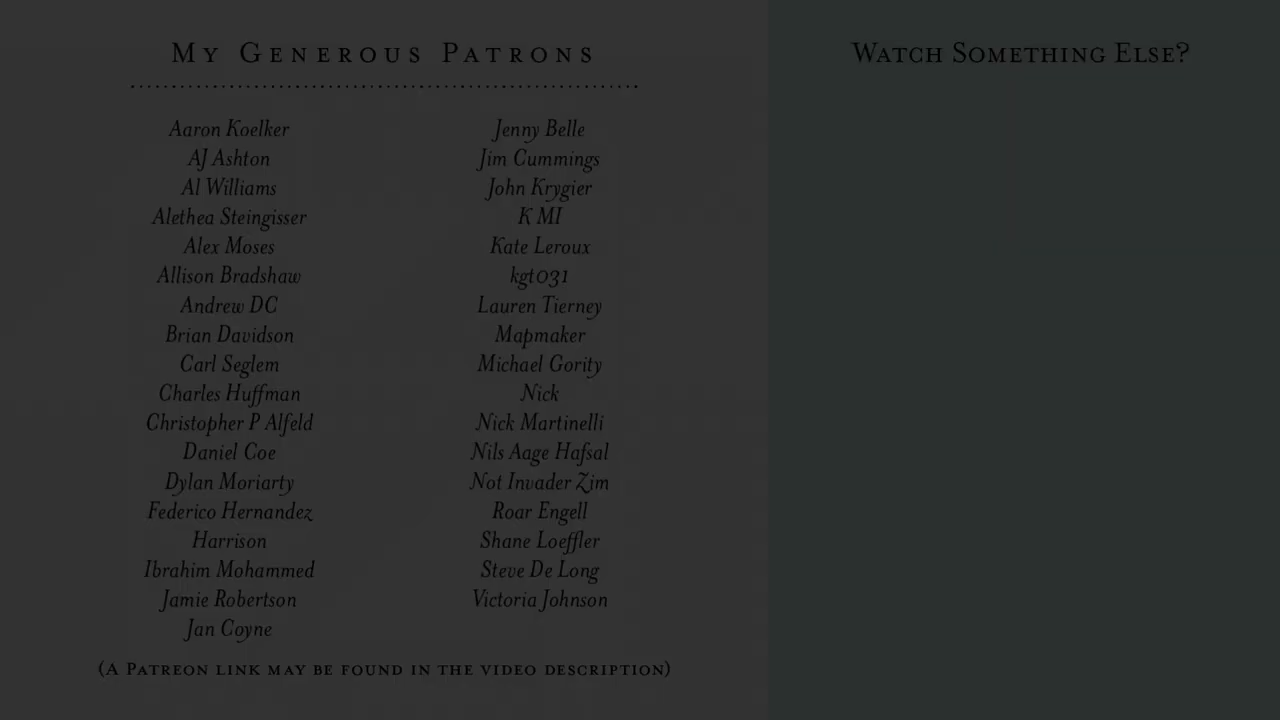 My Generous Patrons
Aaron Koelker
AJ Ashton
Al Williams
Alethea Steingisser
Alex Moses
Allison Bradshaw
Andrew DC
Brian Davidson
Carl Seglem
Charles Huffman
Christopher P Alfeld
Daniel Coe
Dylan Moriarty
Federico Hernandez
Harrison
Ibrahim Mohammed
Jamie Robertson
Jan Coyne
Jenny Belle
Jim Cummings
John Krygier
K MI
Kate Leroux
kgt031
Lauren Tierney
Mapmaker
Michael Gority
Nick
Nick Martinelli
Nils Aage Hafsal
Not Invader Zim
Roar Engell
Shane Loeffler
Steve De Long
Victoria Johnson
(A Patreon link may be found in the video description)
Watch Something Else?